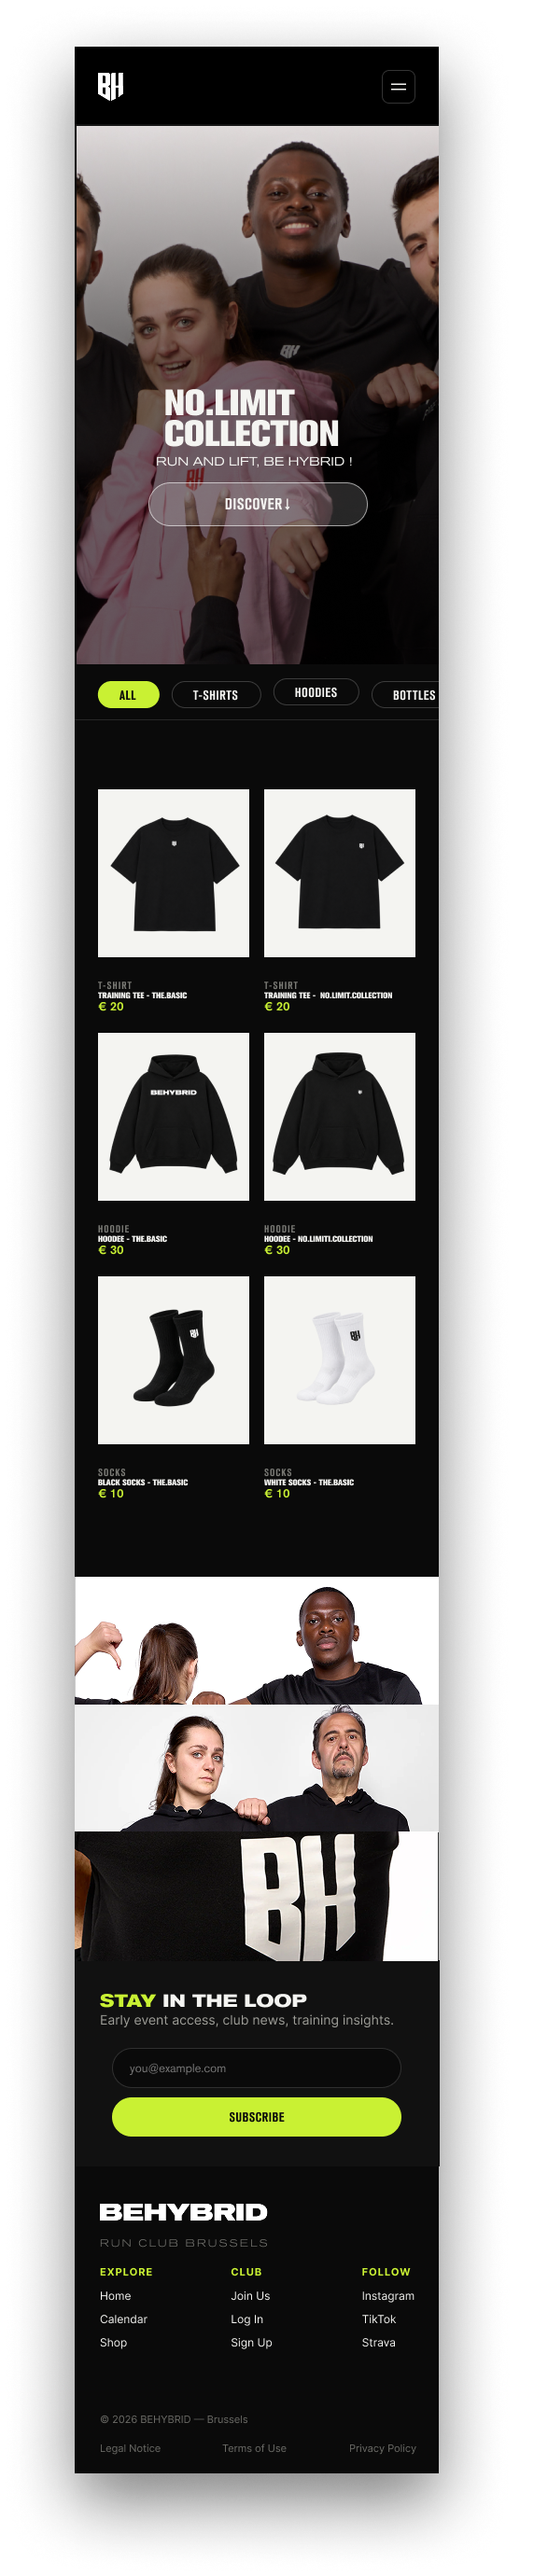 BH
NO.LIMIT
COLLECTION
RUN AND LIFT, BE HYBRID !
DISCOVER ↓
ALL
T-SHIRTS
HOODIES
BOTTLES
T-SHIRT
TRAINING TEE - THE.BASIC
€ 20
T-SHIRT
TRAINING TEE - NO.LIMIT.COLLECTION
€ 20
BEHYBRID
HOODIE
HOODEE - THE.BASIC
€ 30
HOODIE
HOODEE - NO.LIMITI.COLLECTION
€ 30
BH
BH
SOCKS
BLACK SOCKS - THE.BASIC
€ 10
SOCKS
WHITE SOCKS - THE.BASIC
€ 10
BH
STAY IN THE LOOP
Early event access, club news, training insights.
you@example.com
SUBSCRIBE
BEHYBRID
RUN CLUB BRUSSELS
EXPLORE
Home
Calendar
Shop
CLUB
Join Us
Log In
Sign Up
FOLLOW
Instagram
TikTok
Strava
© 2026 BEHYBRID — Brussels
Legal Notice
Terms of Use
Privacy Policy